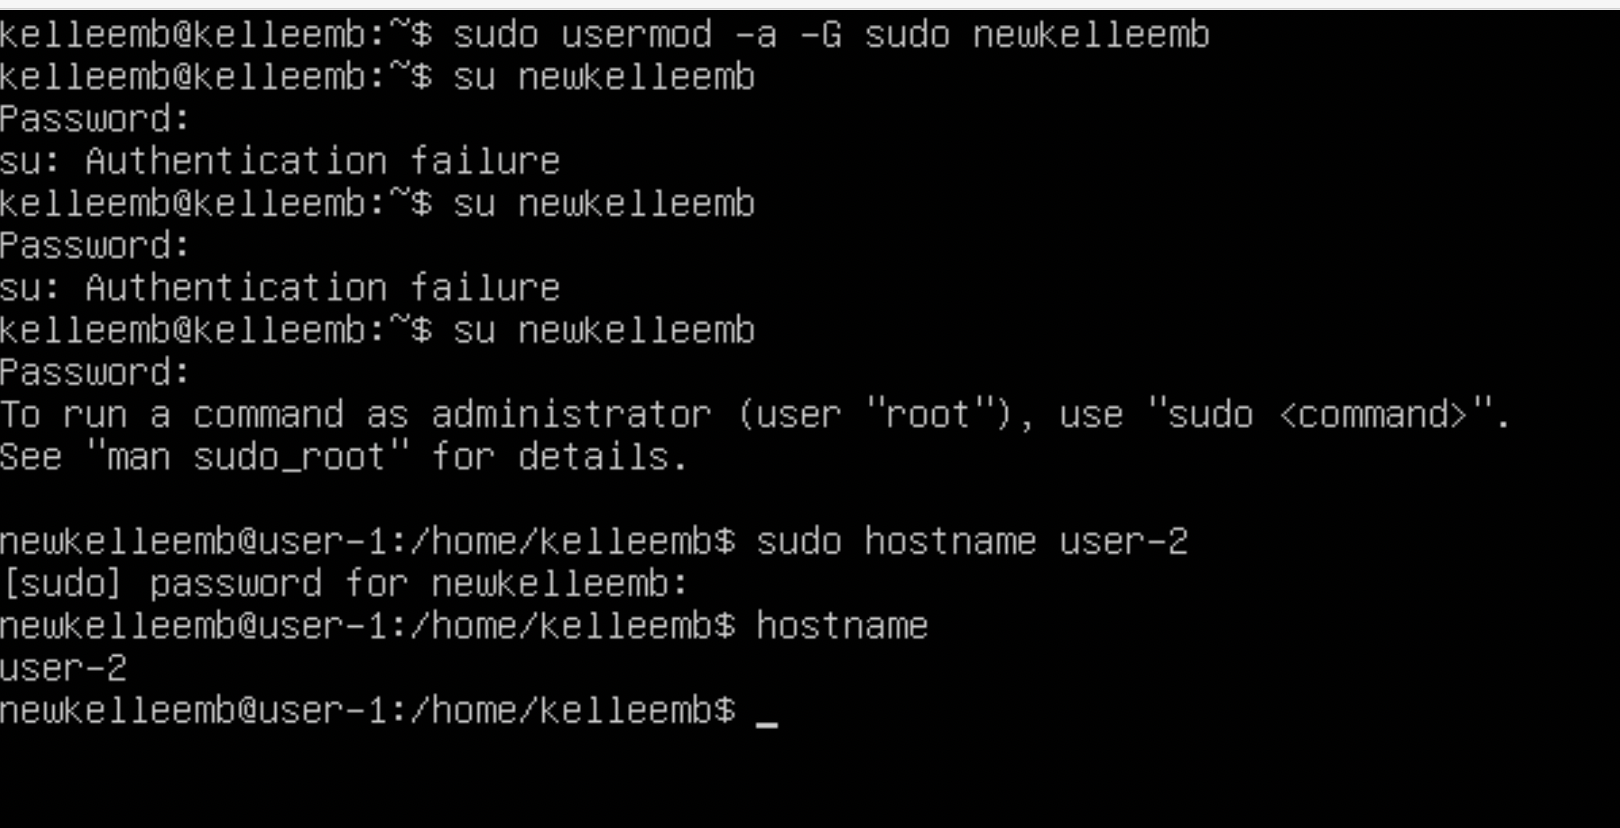 kelleemb@kelleemb:~$ sudo usermod -a -G sudo newkelleemb
kelleemb@kelleemb:~$ su newkelleemb
Password:
su: Authentication failure
kelleemb@kelleemb:~$ su newkelleemb
Password:
su: Authentication failure
kelleemb@kelleemb:~$ su newkelleemb
Password:
To run a command as administrator (user "root"), use "sudo <command>".
See "man sudo_root" for details.

newkelleemb@user-1:/home/kelleemb$ sudo hostname user-2
[sudo] password for newkelleemb:
newkelleemb@user-1:/home/kelleemb$ hostname
user-2
newkelleemb@user-1:/home/kelleemb$ _